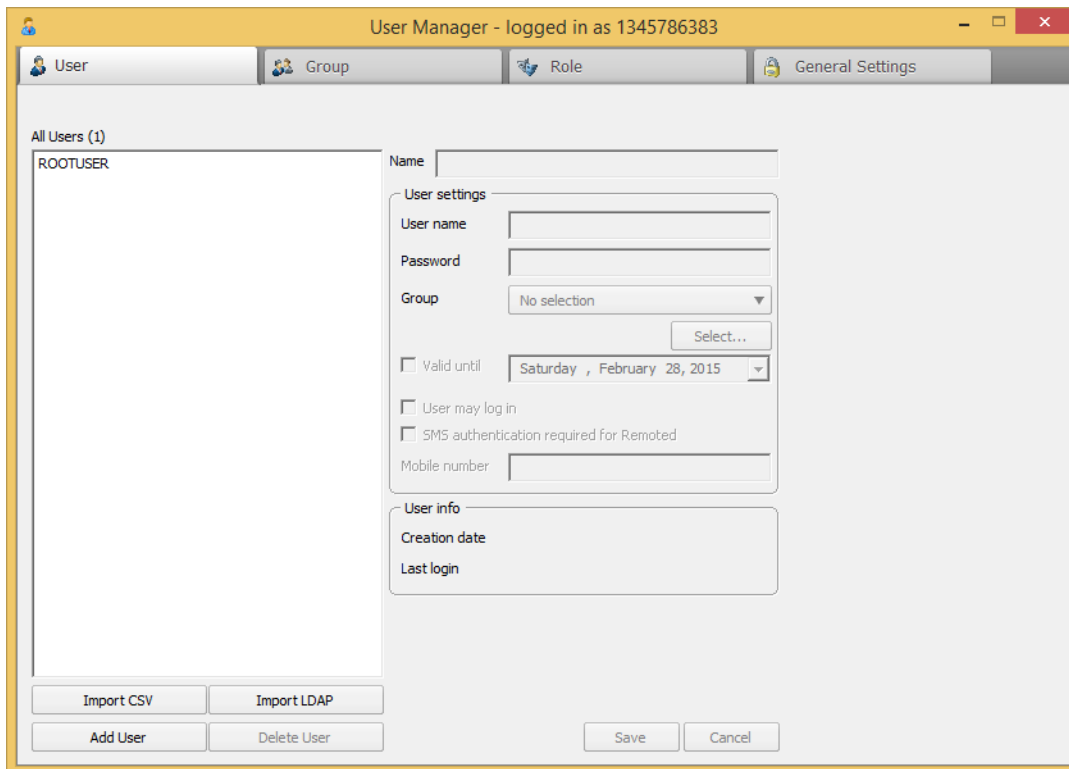 User Manager - logged in as 1345786383
User
Group
Role
General Settings
All Users (1)
ROOTUSER
Name
User settings
User name
Password
Group
No selection
Select...
Valid until
Saturday , February 28, 2015
User may log in
SMS authentication required for Remoted
Mobile number
User info
Creation date
Last login
Import CSV
Import LDAP
Add User
Delete User
Save
Cancel